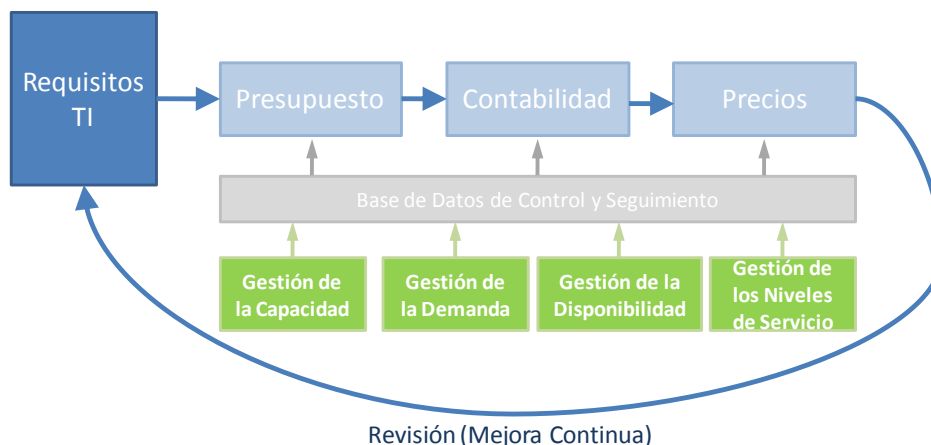 Requisitos
TI
Presupuesto
Contabilidad
Precios
Base de Datos de Control y Seguimiento
Gestión de
la Capacidad
Gestión de
la Demanda
Gestión de la
Disponibilidad
Gestión de
los Niveles
de Servicio
Revisión (Mejora Continua)